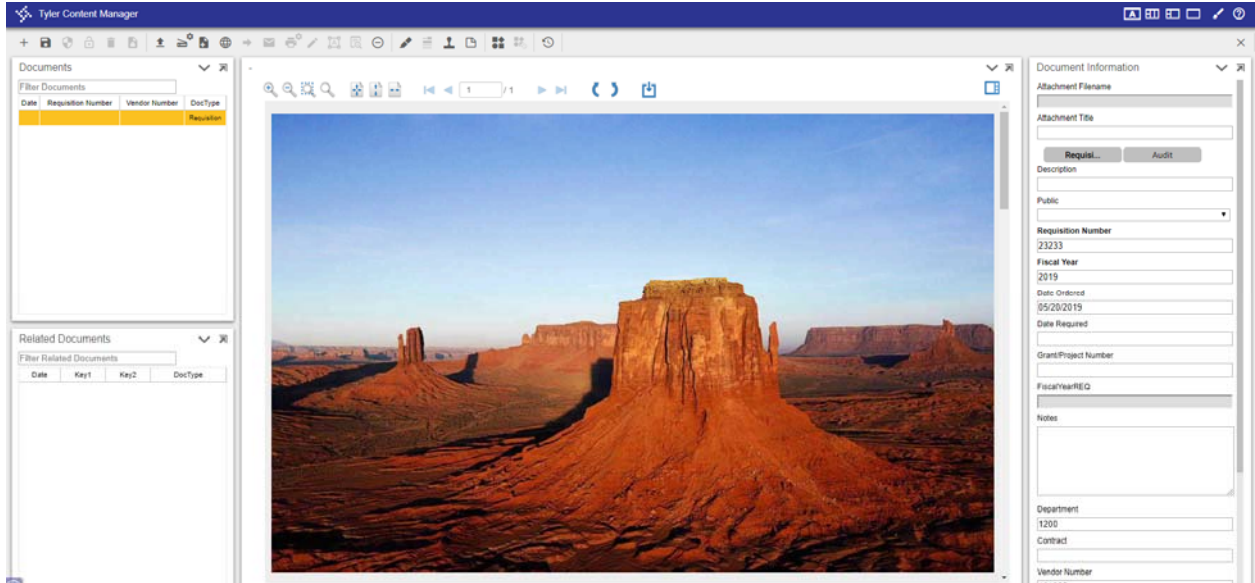 Tyler Content Manager
Documents
Filter Documents
Date Requisition Number Vendor Number DocType
Requisition
Related Documents
Filter Related Documents
Date Key1 Key2 DocType
-
1 / 1
Document Information
Attachment Filename
Attachment Title
Requisi... Audit
Description
Public
Requisition Number
23233
Fiscal Year
2019
Date Ordered
05/20/2019
Date Required
Grant/Project Number
FiscalYearREQ
Notes
Department
1200
Contract
Vendor Number